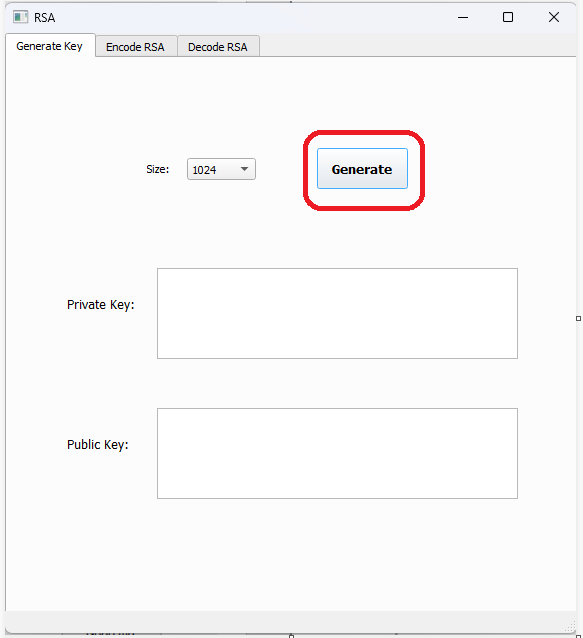 RSA
Generate Key
Encode RSA
Decode RSA
Size:
1024
Generate
Private Key:
Public Key: